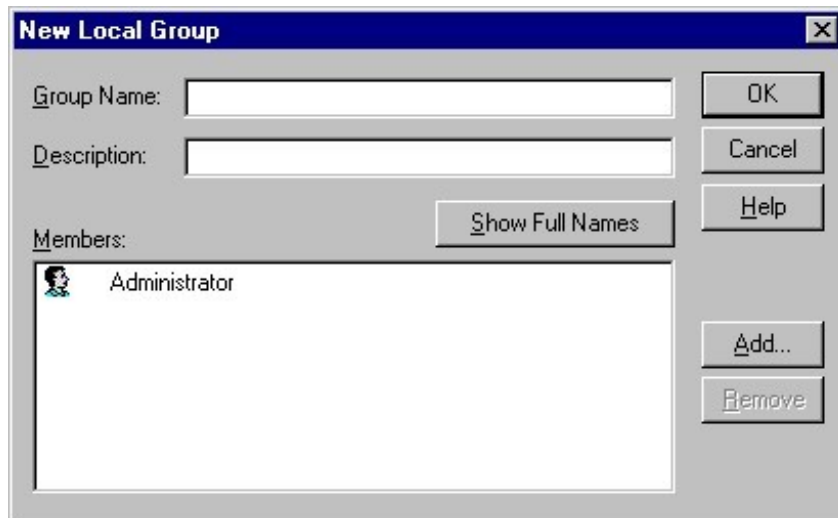 New Local Group
Group Name:
OK
Description:
Cancel
Show Full Names
Help
Members:
Administrator
Add...
Remove